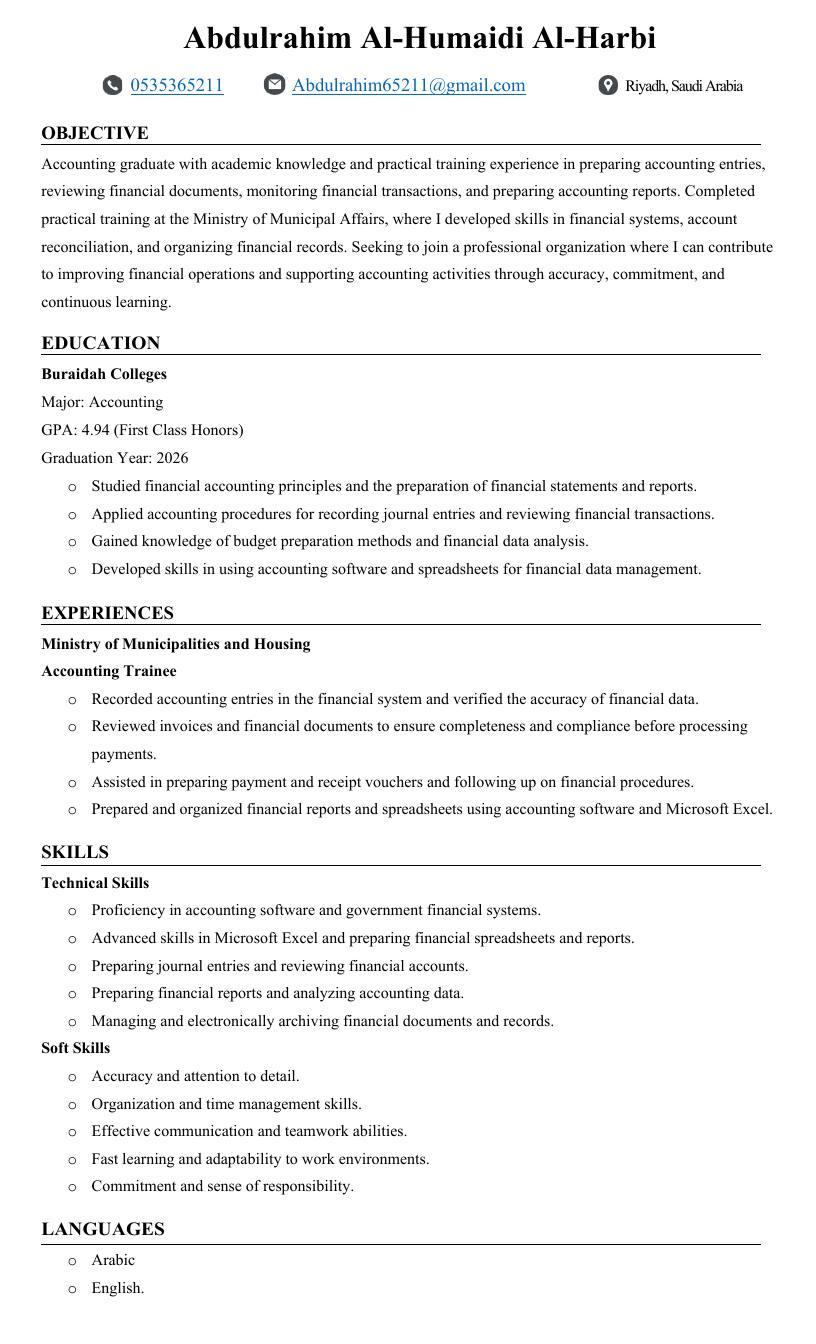 Abdulrahim Al-Humaidi Al-Harbi
0535365211 Abdulrahim65211@gmail.com Riyadh, Saudi Arabia
OBJECTIVE
Accounting graduate with academic knowledge and practical training experience in preparing accounting entries,
reviewing financial documents, monitoring financial transactions, and preparing accounting reports. Completed
practical training at the Ministry of Municipal Affairs, where I developed skills in financial systems, account
reconciliation, and organizing financial records. Seeking to join a professional organization where I can contribute
to improving financial operations and supporting accounting activities through accuracy, commitment, and
continuous learning.
EDUCATION
Buraidah Colleges
Major: Accounting
GPA: 4.94 (First Class Honors)
Graduation Year: 2026
o Studied financial accounting principles and the preparation of financial statements and reports.
o Applied accounting procedures for recording journal entries and reviewing financial transactions.
o Gained knowledge of budget preparation methods and financial data analysis.
o Developed skills in using accounting software and spreadsheets for financial data management.
EXPERIENCES
Ministry of Municipalities and Housing
Accounting Trainee
o Recorded accounting entries in the financial system and verified the accuracy of financial data.
o Reviewed invoices and financial documents to ensure completeness and compliance before processing
payments.
o Assisted in preparing payment and receipt vouchers and following up on financial procedures.
o Prepared and organized financial reports and spreadsheets using accounting software and Microsoft Excel.
SKILLS
Technical Skills
o Proficiency in accounting software and government financial systems.
o Advanced skills in Microsoft Excel and preparing financial spreadsheets and reports.
o Preparing journal entries and reviewing financial accounts.
o Preparing financial reports and analyzing accounting data.
o Managing and electronically archiving financial documents and records.
Soft Skills
o Accuracy and attention to detail.
o Organization and time management skills.
o Effective communication and teamwork abilities.
o Fast learning and adaptability to work environments.
o Commitment and sense of responsibility.
LANGUAGES
o Arabic
o English.